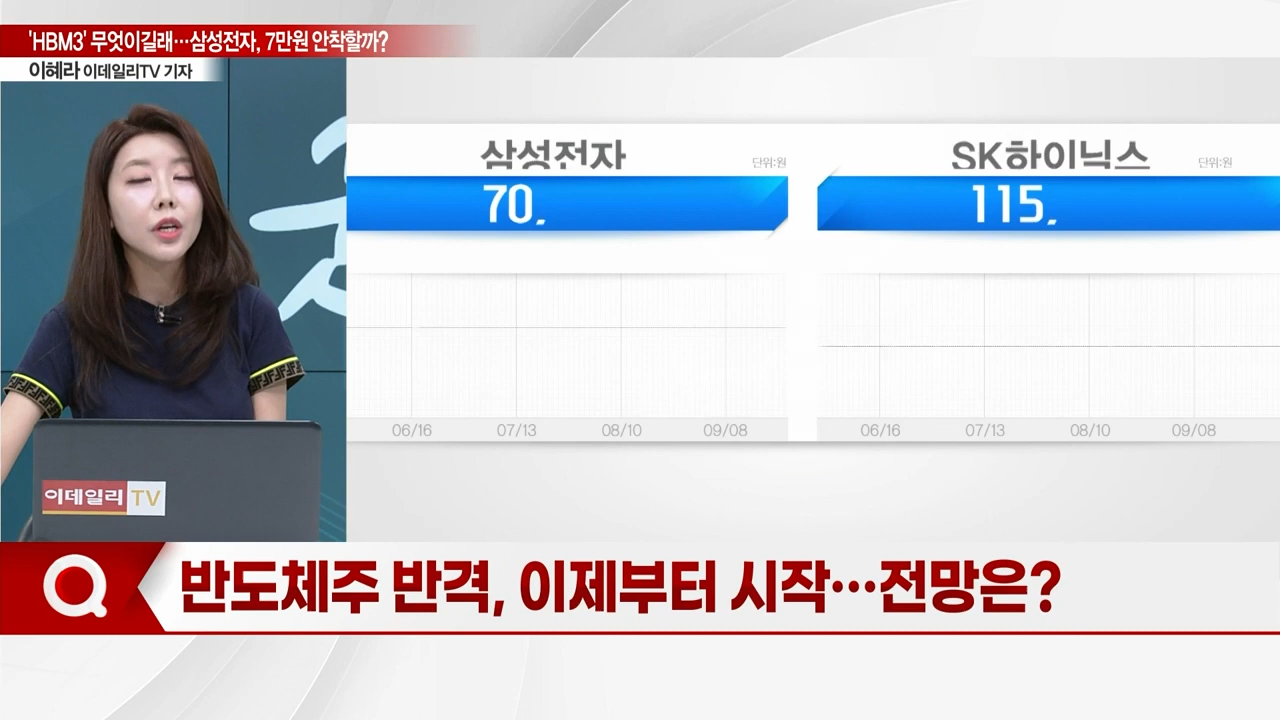 'HBM3' 무엇이길래…삼성전자, 7만원 안착할까?
이혜라 이데일리TV 기자
삼성전자
단위:원
70,
SK하이닉스
단위:원
115,
06/16 07/13 08/10 09/08
06/16 07/13 08/10 09/08
이데일리 TV
Q 반도체주 반격, 이제부터 시작…전망은?